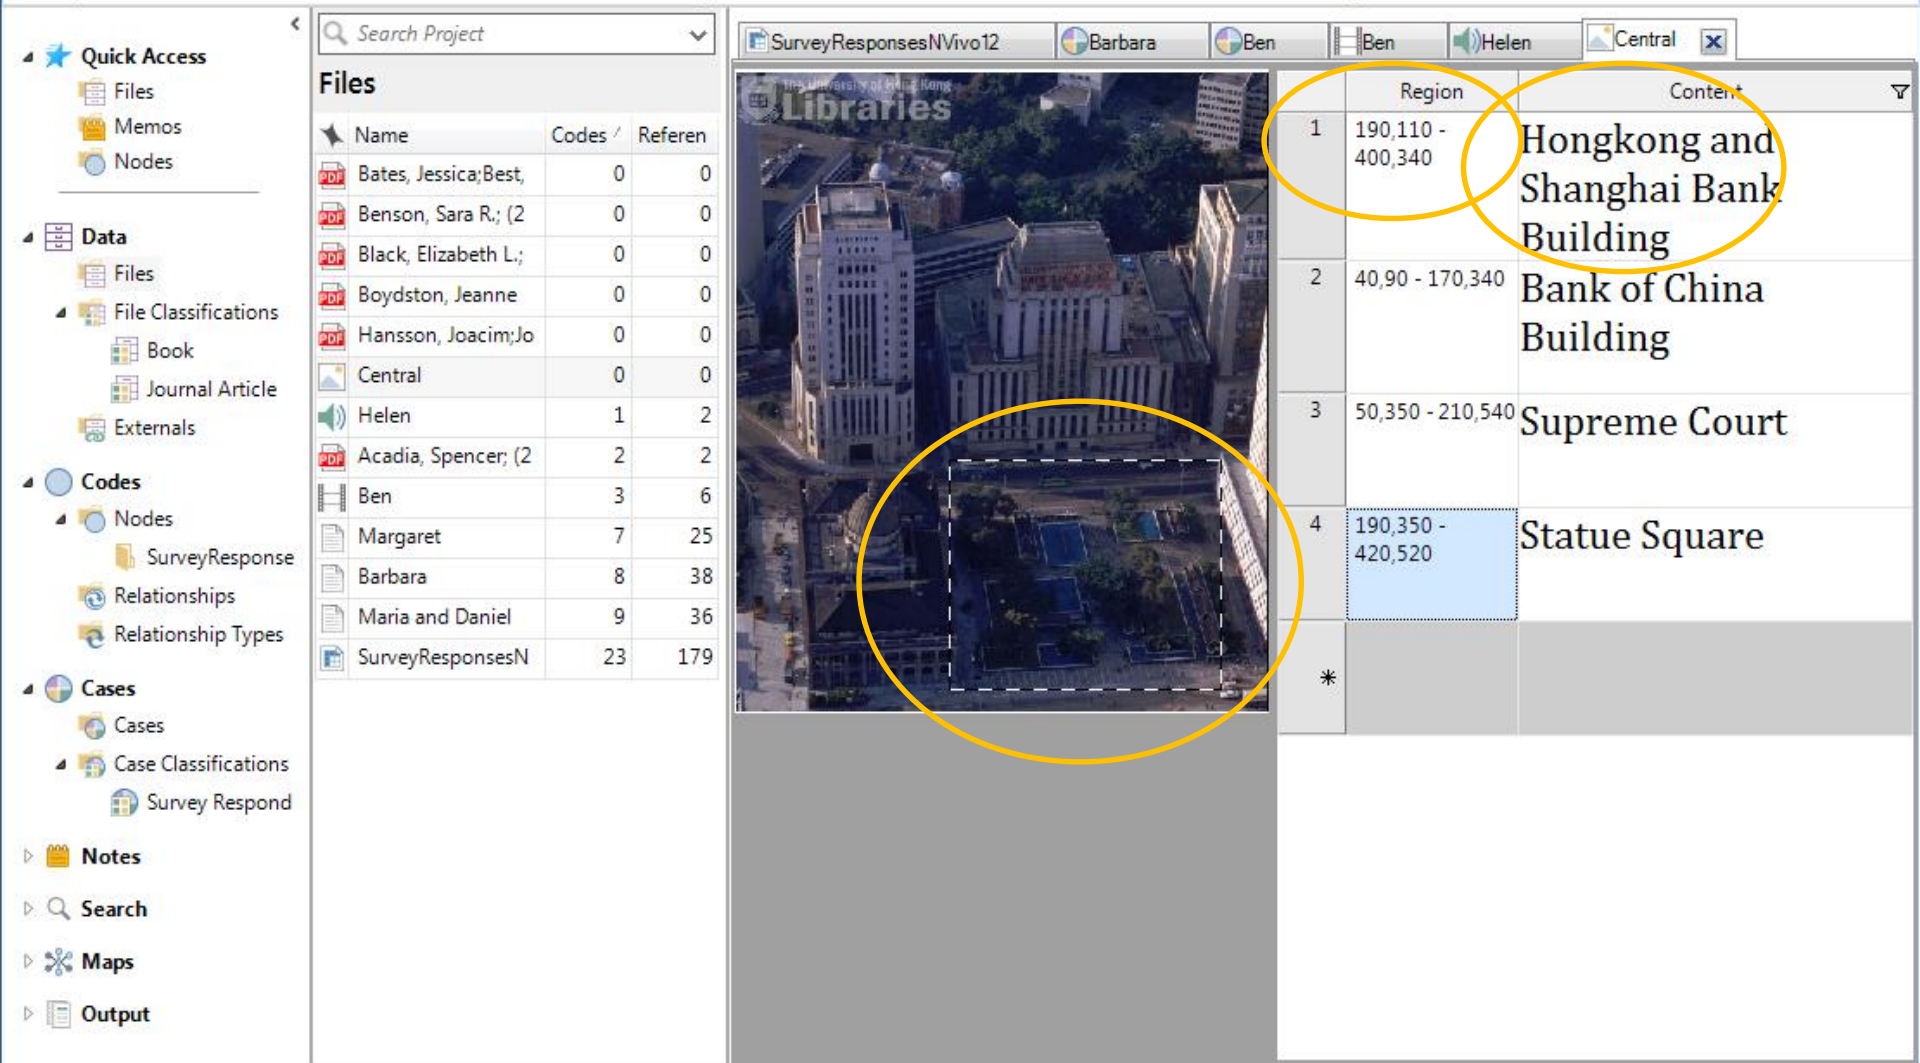 Quick Access
Files
Memos
Nodes
Data
Files
File Classifications
Book
Journal Article
Externals
Codes
Nodes
SurveyResponse
Relationships
Relationship Types
Cases
Cases
Case Classifications
Survey Respond
Notes
Search
Maps
Output
Search Project
Files
Name Codes Referen
Bates, Jessica;Best, 0 0
Benson, Sara R.; (2 0 0
Black, Elizabeth L.; 0 0
Boydston, Jeanne 0 0
Hansson, Joacim;Jo 0 0
Central 0 0
Helen 1 2
Acadia, Spencer; (2 2 2
Ben 3 6
Margaret 7 25
Barbara 8 38
Maria and Daniel 9 36
SurveyResponsesN 23 179
SurveyResponsesNVivo12 Barbara Ben Ben Helen Central
The University of Hong Kong
Libraries
Region Content
1 190,110 - Hongkong and
400,340 Shanghai Bank
Building
2 40,90 - 170,340 Bank of China
Building
3 50,350 - 210,540 Supreme Court
4 190,350 - Statue Square
420,520
*